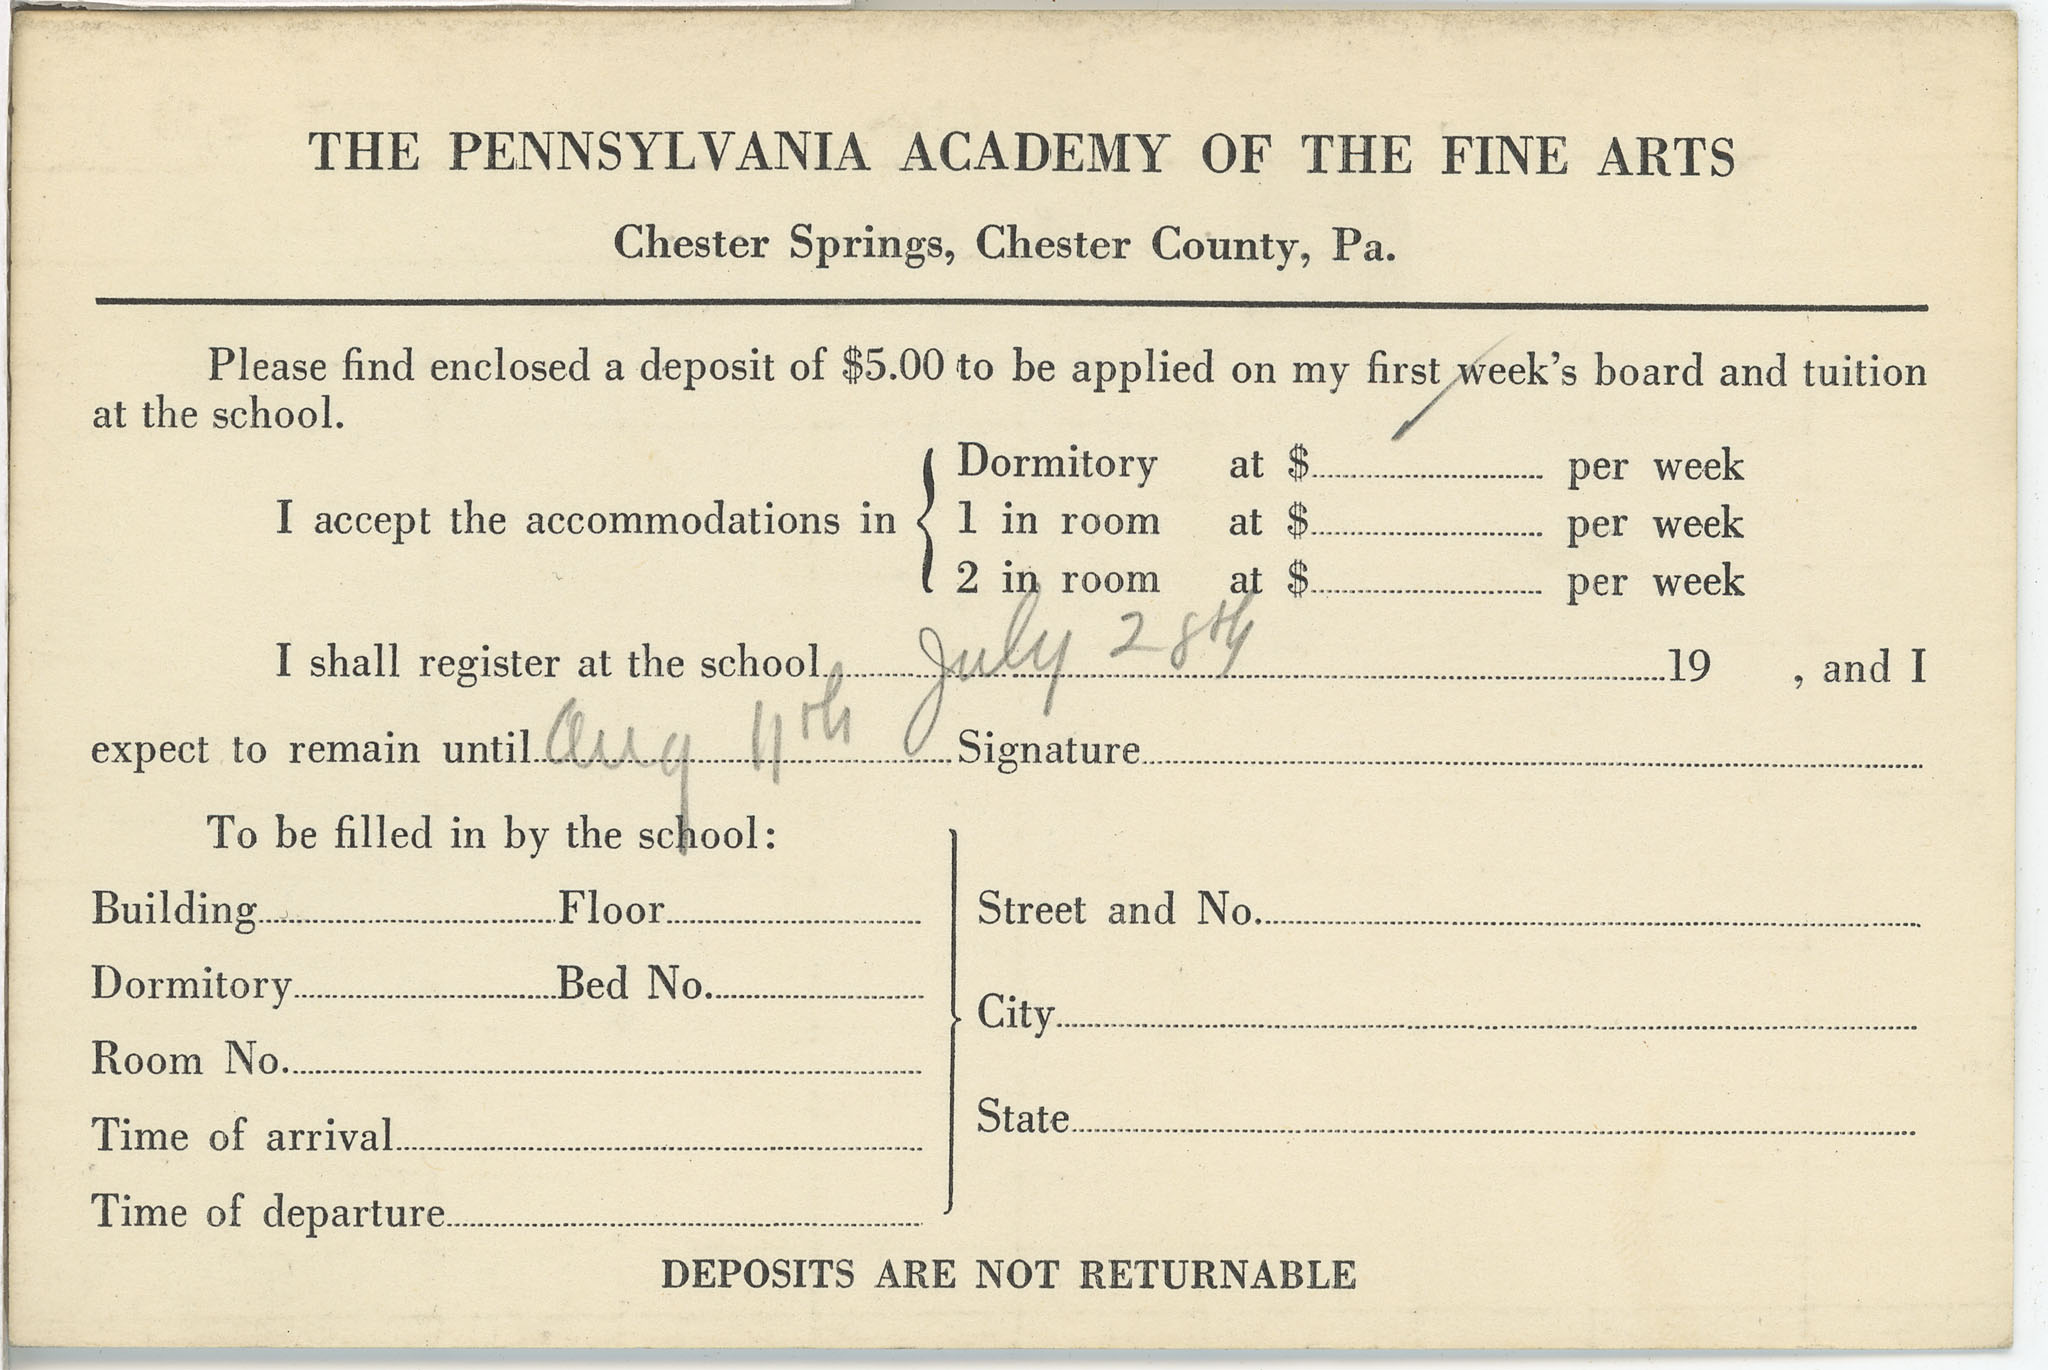 THE PENNSYLVANIA ACADEMY OF THE FINE ARTS
Chester Springs, Chester County, Pa.
Please find enclosed a deposit of $5.00 to be applied on my first week's board and tuition
at the school.
I accept the accommodations in
Dormitory at $ per week
1 in room at $ per week
2 in room at $ per week
I shall register at the school July 28th 19 , and I
expect to remain until Aug 11th Signature
To be filled in by the school:
Building Floor
Dormitory Bed No.
Room No.
Time of arrival
Time of departure
Street and No.
City
State
DEPOSITS ARE NOT RETURNABLE